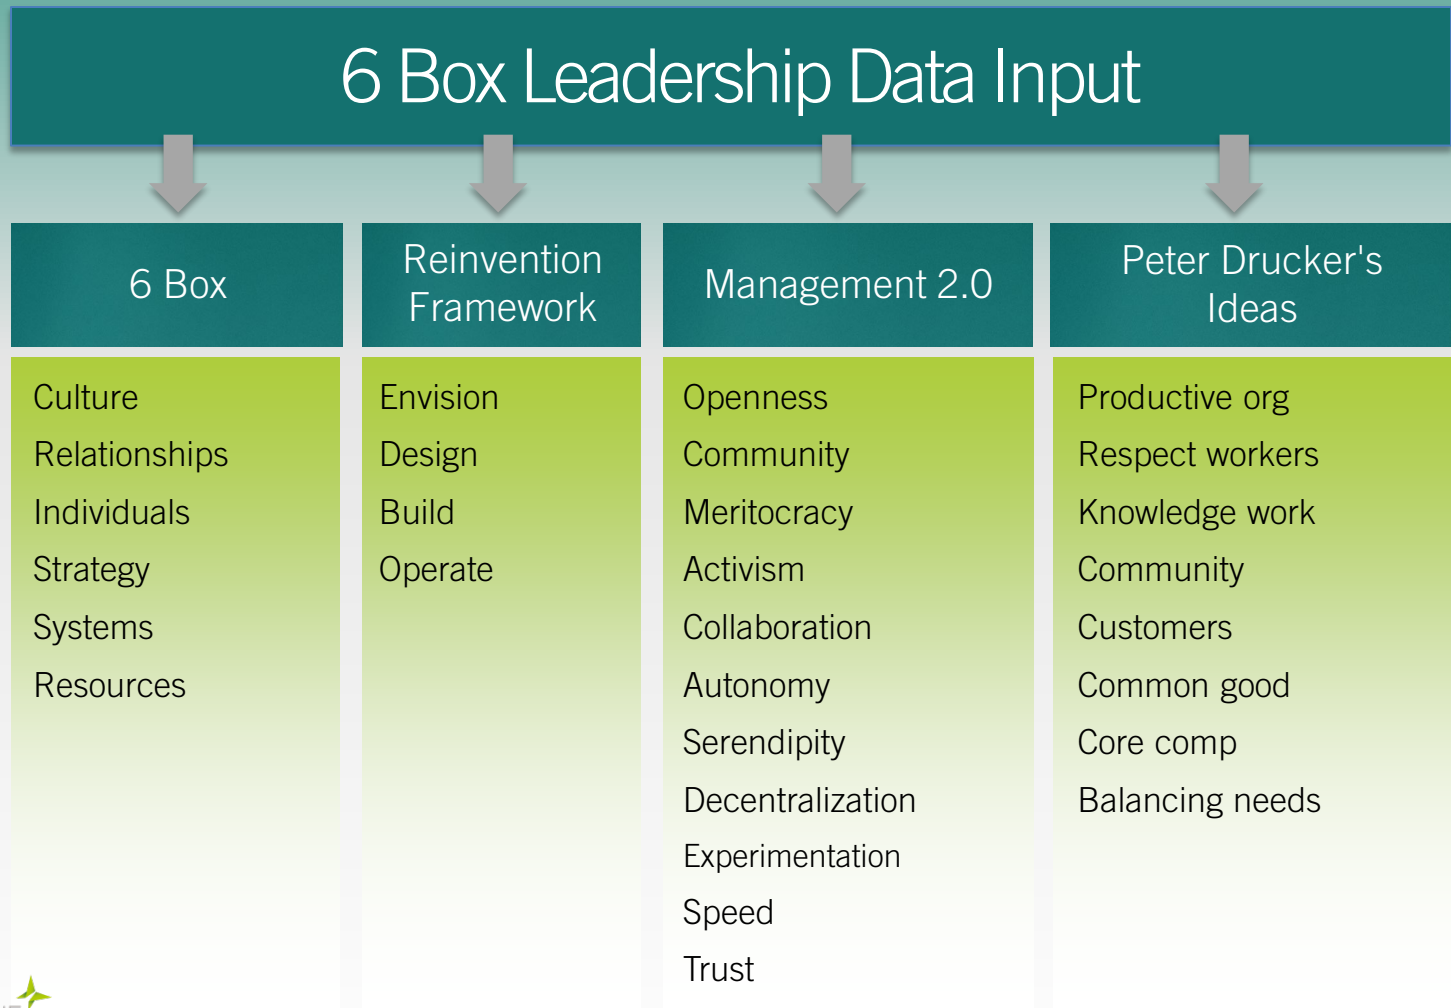 6 Box Leadership Data Input
6 Box
Reinvention
Framework
Management 2.0
Peter Drucker's
Ideas
Culture
Relationships
Individuals
Strategy
Systems
Resources
Envision
Design
Build
Operate
Openness
Community
Meritocracy
Activism
Collaboration
Autonomy
Serendipity
Decentralization
Experimentation
Speed
Trust
Productive org
Respect workers
Knowledge work
Community
Customers
Common good
Core comp
Balancing needs